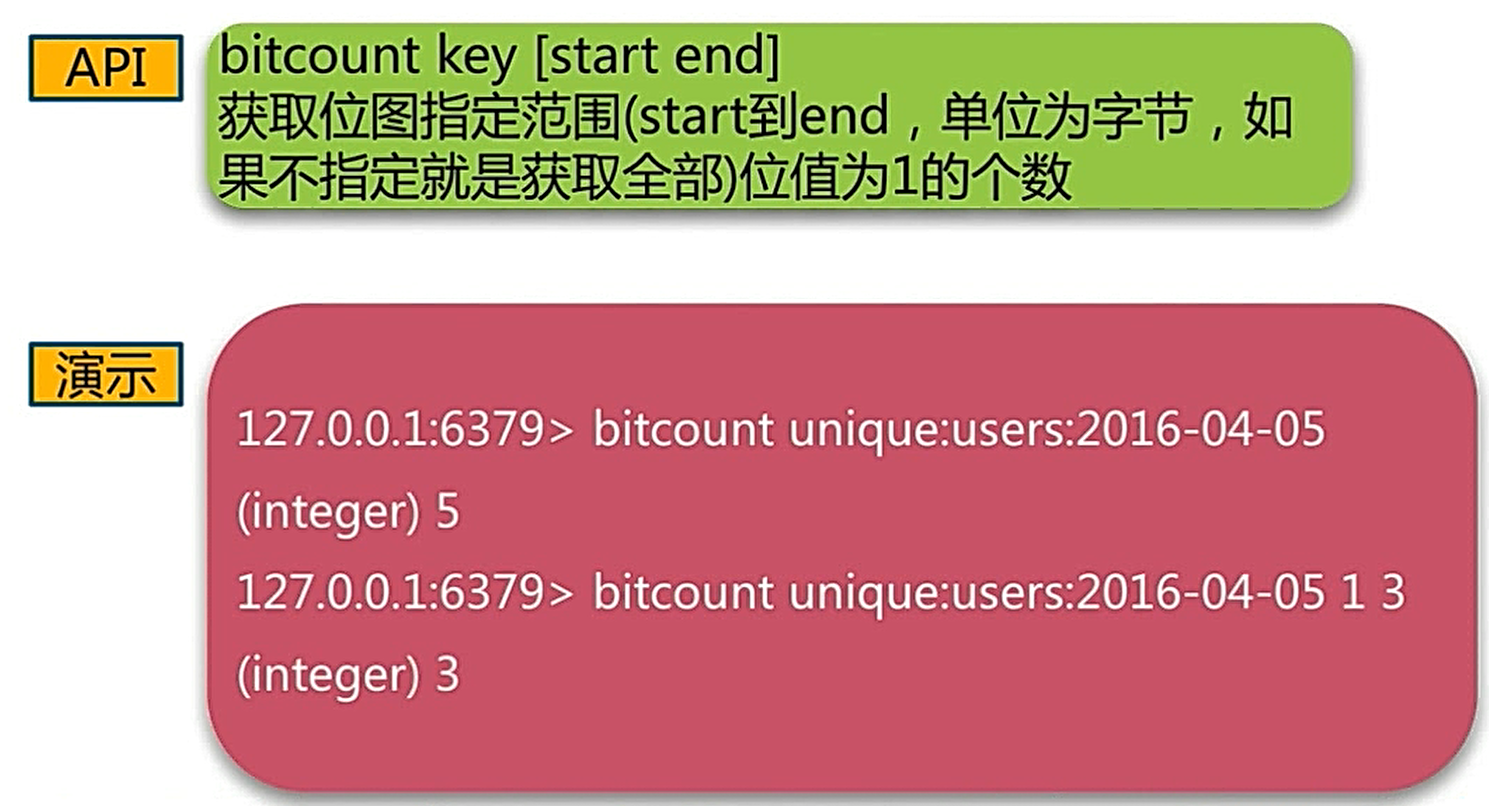 API
bitcount key [start end]
获取位图指定范围(start到end，单位为字节，如
果不指定就是获取全部)位值为1的个数
演示
127.0.0.1:6379> bitcount unique:users:2016-04-05
(integer) 5
127.0.0.1:6379> bitcount unique:users:2016-04-05 1 3
(integer) 3